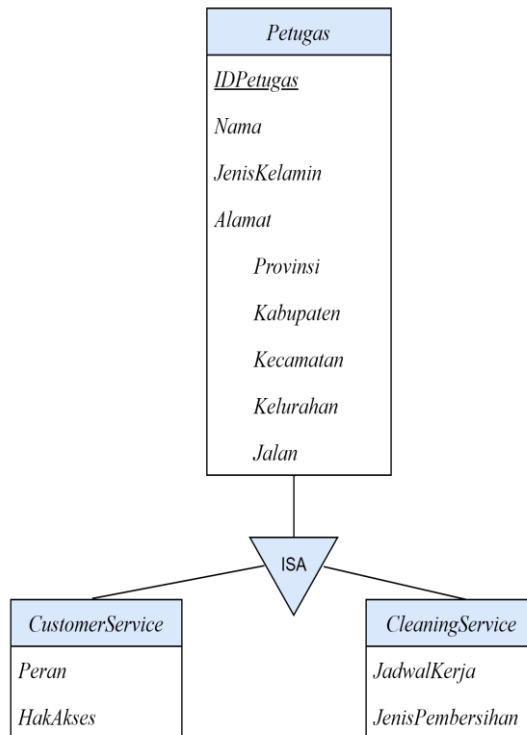 Petugas
IDPetugas
Nama
JenisKelamin
Alamat
Provinsi
Kabupaten
Kecamatan
Kelurahan
Jalan
ISA
CustomerService
Peran
HakAkses
CleaningService
JadwalKerja
JenisPembersihan